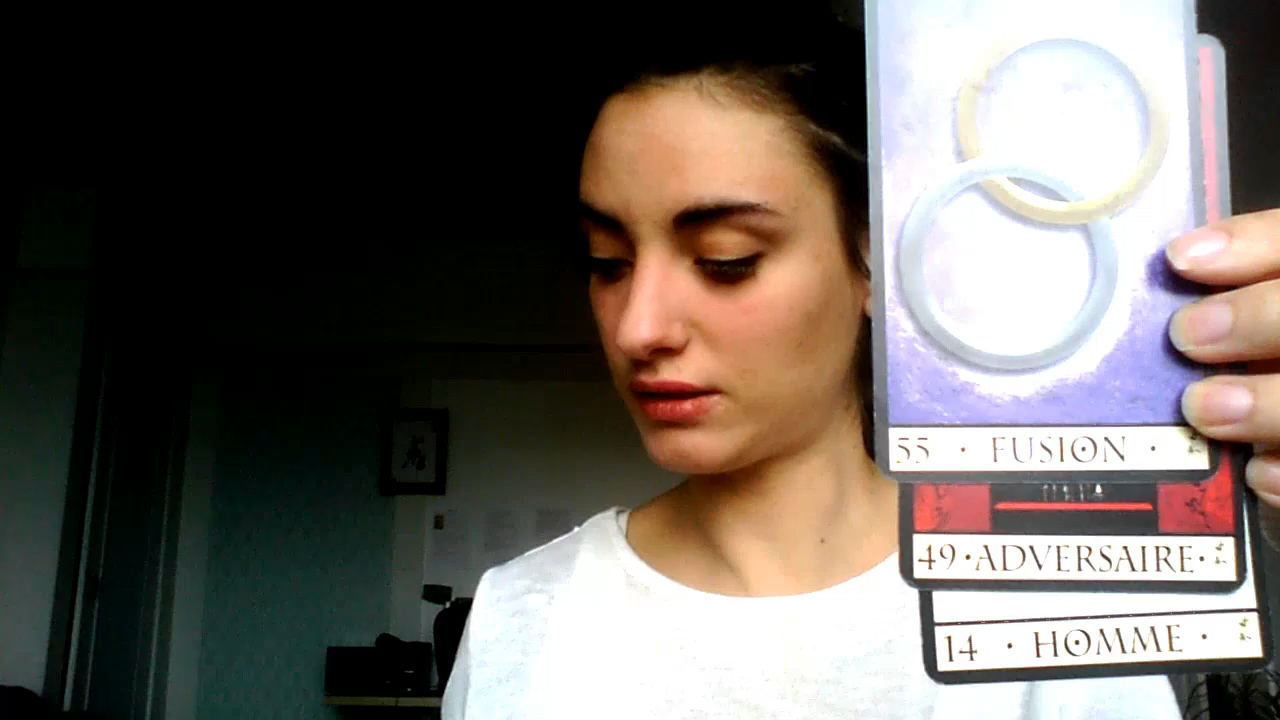 55 · FUSION ·
49 · ADVERSAIRE ·
14 · HOMME ·